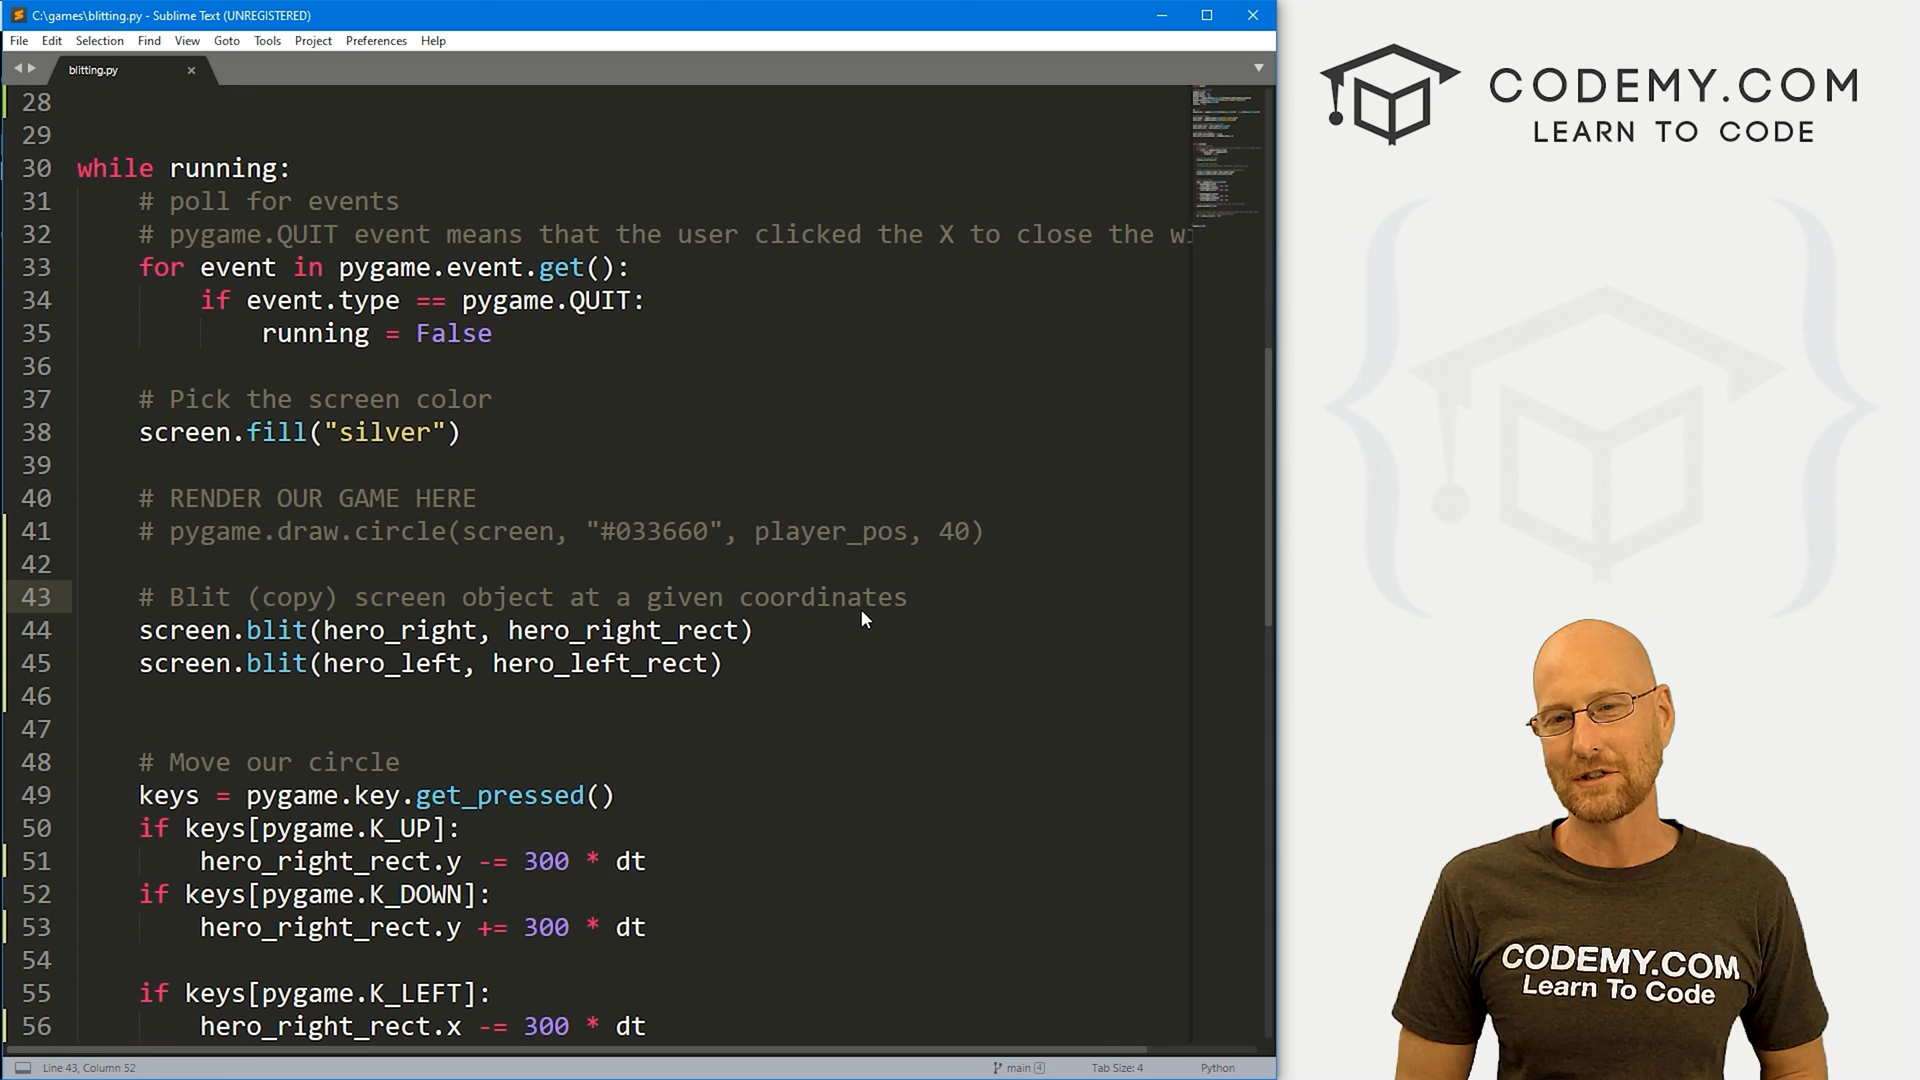 C:\games\blitting.py - Sublime Text (UNREGISTERED)
File Edit Selection Find View Goto Tools Project Preferences Help
blitting.py
28
29
30 while running:
31 # poll for events
32 # pygame.QUIT event means that the user clicked the X to close the wi
33 for event in pygame.event.get():
34 if event.type == pygame.QUIT:
35 running = False
36
37 # Pick the screen color
38 screen.fill("silver")
39
40 # RENDER OUR GAME HERE
41 # pygame.draw.circle(screen, "#033660", player_pos, 40)
42
43 # Blit (copy) screen object at a given coordinates
44 screen.blit(hero_right, hero_right_rect)
45 screen.blit(hero_left, hero_left_rect)
46
47
48 # Move our circle
49 keys = pygame.key.get_pressed()
50 if keys[pygame.K_UP]:
51 hero_right_rect.y -= 300 * dt
52 if keys[pygame.K_DOWN]:
53 hero_right_rect.y += 300 * dt
54
55 if keys[pygame.K_LEFT]:
56 hero_right_rect.x -= 300 * dt
Line 43, Column 52 main 4 Tab Size: 4 Python
CODEMY.COM
LEARN TO CODE
CODEMY.COM
Learn To Code